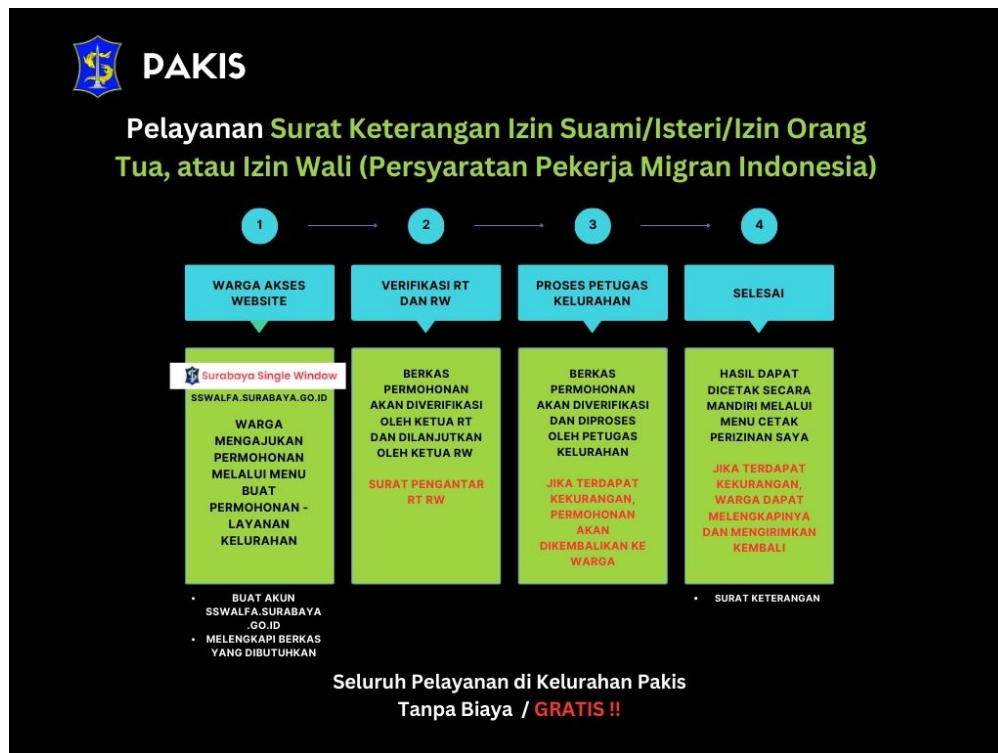 PAKIS
Pelayanan Surat Keterangan Izin Suami/Isteri/Izin Orang
Tua, atau Izin Wali (Persyaratan Pekerja Migran Indonesia)
1
2
3
4
WARGA AKSES
WEBSITE
VERIFIKASI RT
DAN RW
PROSES PETUGAS
KELURAHAN
SELESAI
Surabaya Single Window
SSWALFA.SURABAYA.GO.ID
WARGA
MENGAJUKAN
PERMOHONAN
MELALUI MENU
BUAT
PERMOHONAN -
LAYANAN
KELURAHAN
BERKAS
PERMOHONAN
AKAN DIVERIFIKASI
OLEH KETUA RT
DAN DILANJUTKAN
OLEH KETUA RW
SURAT PENGANTAR
RT RW
BERKAS
PERMOHONAN
AKAN DIVERIFIKASI
DAN DIPROSES
OLEH PETUGAS
KELURAHAN
JIKA TERDAPAT
KEKURANGAN,
PERMOHONAN
AKAN
DIKEMBALIKAN KE
WARGA
HASIL DAPAT
DICETAK SECARA
MANDIRI MELALUI
MENU CETAK
PERIZINAN SAYA
JIKA TERDAPAT
KEKURANGAN,
WARGA DAPAT
MELENGKAPINYA
DAN MENGIRIMKAN
KEMBALI
• BUAT AKUN
SSWALFA.SURABAYA
.GO.ID
• MELENGKAPI BERKAS
YANG DIBUTUHKAN
• SURAT KETERANGAN
Seluruh Pelayanan di Kelurahan Pakis
Tanpa Biaya / GRATIS !!